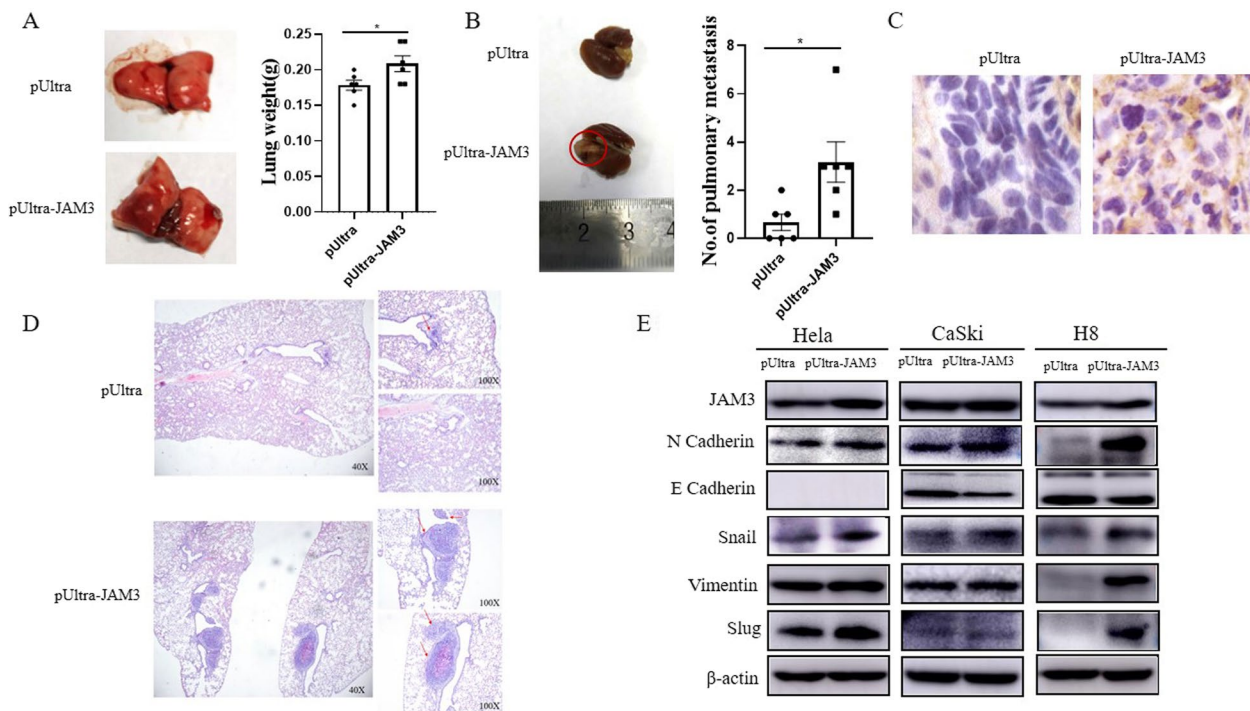 A
pUltra
pUltra-JAM3
Lung weight(g)
0.25
0.20
0.15
0.10
0.05
0.00
*
pUltra
pUltra-JAM3
B
pUltra
pUltra-JAM3
2 3 4
No.of pulmonary metastasis
8
6
4
2
0
*
pUltra
pUltra-JAM3
C
pUltra pUltra-JAM3
D
pUltra
40X
100X
100X
pUltra-JAM3
40X
100X
100X
E
Hela CaSki H8
pUltra pUltra-JAM3 pUltra pUltra-JAM3 pUltra pUltra-JAM3
JAM3
N Cadherin
E Cadherin
Snail
Vimentin
Slug
β-actin